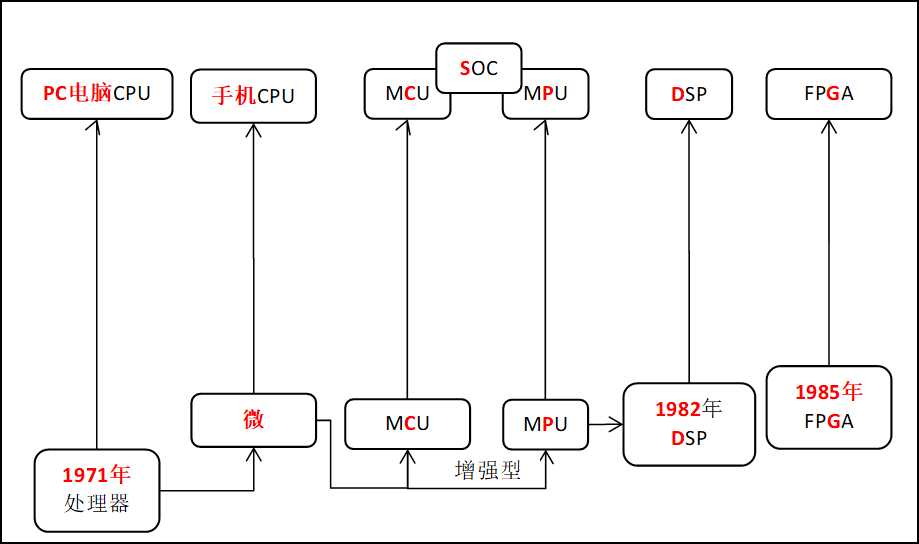 SOC
PC电脑CPU
手机CPU
MCU
MPU
DSP
FPGA
微
MCU
MPU
1982年
DSP
1985年
FPGA
1971年
处理器
增强型